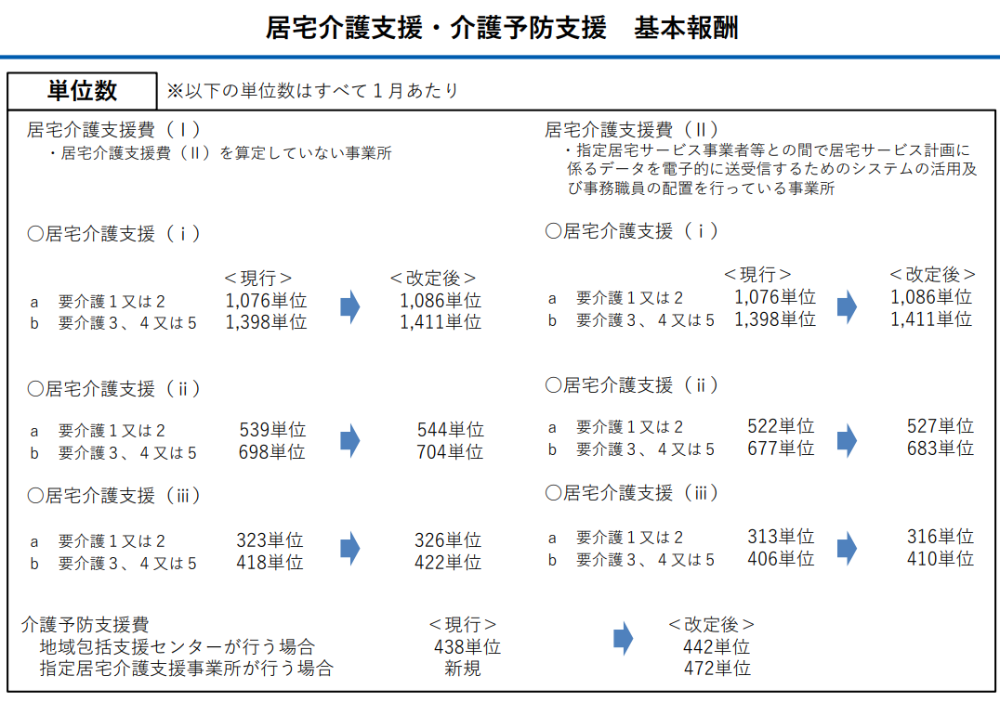 居宅介護支援・介護予防支援　基本報酬
単位数
※以下の単位数はすべて１月あたり
居宅介護支援費（Ⅰ）
・居宅介護支援費（Ⅱ）を算定していない事業所
〇居宅介護支援（ⅰ）
＜現行＞　＜改定後＞
a　要介護１又は２　1,076単位　1,086単位
b　要介護３、４又は５　1,398単位　1,411単位
〇居宅介護支援（ⅱ）
a　要介護１又は２　539単位　544単位
b　要介護３、４又は５　698単位　704単位
〇居宅介護支援（ⅲ）
a　要介護１又は２　323単位　326単位
b　要介護３、４又は５　418単位　422単位
居宅介護支援費（Ⅱ）
・指定居宅サービス事業者等との間で居宅サービス計画に
係るデータを電子的に送受信するためのシステムの活用及
び事務職員の配置を行っている事業所
〇居宅介護支援（ⅰ）
＜現行＞　＜改定後＞
a　要介護１又は２　1,076単位　1,086単位
b　要介護３、４又は５　1,398単位　1,411単位
〇居宅介護支援（ⅱ）
a　要介護１又は２　522単位　527単位
b　要介護３、４又は５　677単位　683単位
〇居宅介護支援（ⅲ）
a　要介護１又は２　313単位　316単位
b　要介護３、４又は５　406単位　410単位
介護予防支援費　＜現行＞　＜改定後＞
地域包括支援センターが行う場合　438単位　442単位
指定居宅介護支援事業所が行う場合　新規　472単位